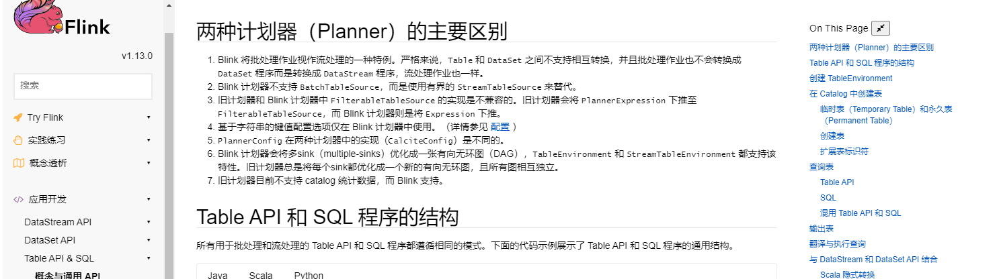 Flink
v1.13.0
搜索
Try Flink
实践练习
概念透析
应用开发
DataStream API
DataSet API
Table API & SQL
概念与通用 API
两种计划器（Planner）的主要区别
1. Blink 将批处理作业视作流处理的一种特例。严格来说，Table 和 DataSet 之间不支持相互转换，并且批处理作业也不会转换成
DataSet 程序而是转换成 DataStream 程序，流处理作业也一样。
2. Blink 计划器不支持 BatchTableSource，而是使用有界的 StreamTableSource 来替代。
3. 旧计划器和 Blink 计划器中 FilterableTableSource 的实现是不兼容的。旧计划器会将 PlannerExpression 下推至
FilterableTableSource，而 Blink 计划器则是将 Expression 下推。
4. 基于字符串的键值配置选项仅在 Blink 计划器中使用。（详情参见 配置 ）
5. PlannerConfig 在两种计划器中的实现（CalciteConfig）是不同的。
6. Blink 计划器会将多sink（multiple-sinks）优化成一张有向无环图（DAG），TableEnvironment 和 StreamTableEnvironment 都支持该
特性。旧计划器总是将每个sink都优化成一个新的有向无环图，且所有图相互独立。
7. 旧计划器目前不支持 catalog 统计数据，而 Blink 支持。
Table API 和 SQL 程序的结构
所有用于批处理和流处理的 Table API 和 SQL 程序都遵循相同的模式。下面的代码示例展示了 Table API 和 SQL 程序的通用结构。
Java Scala Python
On This Page
两种计划器（Planner）的主要区别
Table API 和 SQL 程序的结构
创建 TableEnvironment
在 Catalog 中创建表
临时表（Temporary Table）和永久表
（Permanent Table）
创建表
扩展表标识符
查询表
Table API
SQL
混用 Table API 和 SQL
输出表
翻译与执行查询
与 DataStream 和 DataSet API 结合
Scala 隐式转换